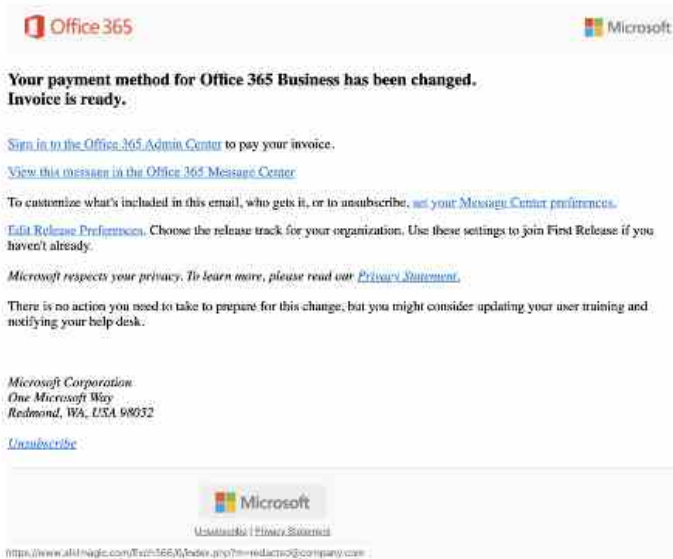 Office 365
Microsoft
Your payment method for Office 365 Business has been changed.
Invoice is ready.
Sign in to the Office 365 Admin Center to pay your invoice.
View this message in the Office 365 Message Center
To customize what's included in this email, who gets it, or to unsubscribe, set your Message Center preferences.
Edit Release Preferences. Choose the release track for your organization. Use these settings to join First Release if you
haven't already.
Microsoft respects your privacy. To learn more, please read our Privacy Statement.
There is no action you need to take to prepare for this change, but you might consider updating your user training and
notifying your help desk.
Microsoft Corporation
One Microsoft Way
Redmond, WA, USA 98052
Unsubscribe
Microsoft
Unsubscribe | Privacy Statement